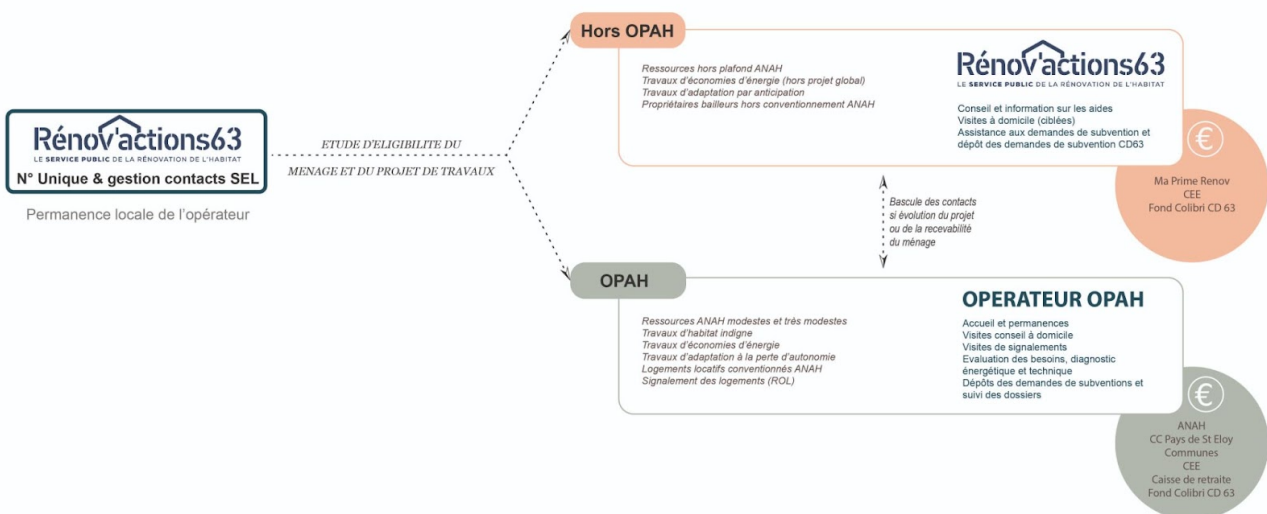 Rénov'actions63
LE SERVICE PUBLIC DE LA RÉNOVATION DE L'HABITAT
N° Unique & gestion contacts SEL
Permanence locale de l'opérateur
ETUDE D'ELIGIBILITE DU
MENAGE ET DU PROJET DE TRAVAUX
Hors OPAH
Ressources hors plafond ANAH
Travaux d'économies d'énergie (hors projet global)
Travaux d'adaptation par anticipation
Propriétaires bailleurs hors conventionnement ANAH
Rénov'actions63
LE SERVICE PUBLIC DE LA RÉNOVATION DE L'HABITAT
Conseil et information sur les aides
Visites à domicile (ciblées)
Assistance aux demandes de subvention et
dépôt des demandes de subvention CD63
€
Ma Prime Renov
CEE
Fond Colibri CD 63
Bascule des contacts
si évolution du projet
ou de la recevabilité
du ménage
OPAH
Ressources ANAH modestes et très modestes
Travaux d'habitat indigne
Travaux d'économies d'énergie
Travaux d'adaptation à la perte d'autonomie
Logements locatifs conventionnés ANAH
Signalement des logements (ROL)
OPERATEUR OPAH
Accueil et permanences
Visites conseil à domicile
Visites de signalements
Evaluation des besoins, diagnostic
énergétique et technique
Dépôts des demandes de subventions et
suivi des dossiers
€
ANAH
CC Pays de St Eloy
Communes
CEE
Caisse de retraite
Fond Colibri CD 63